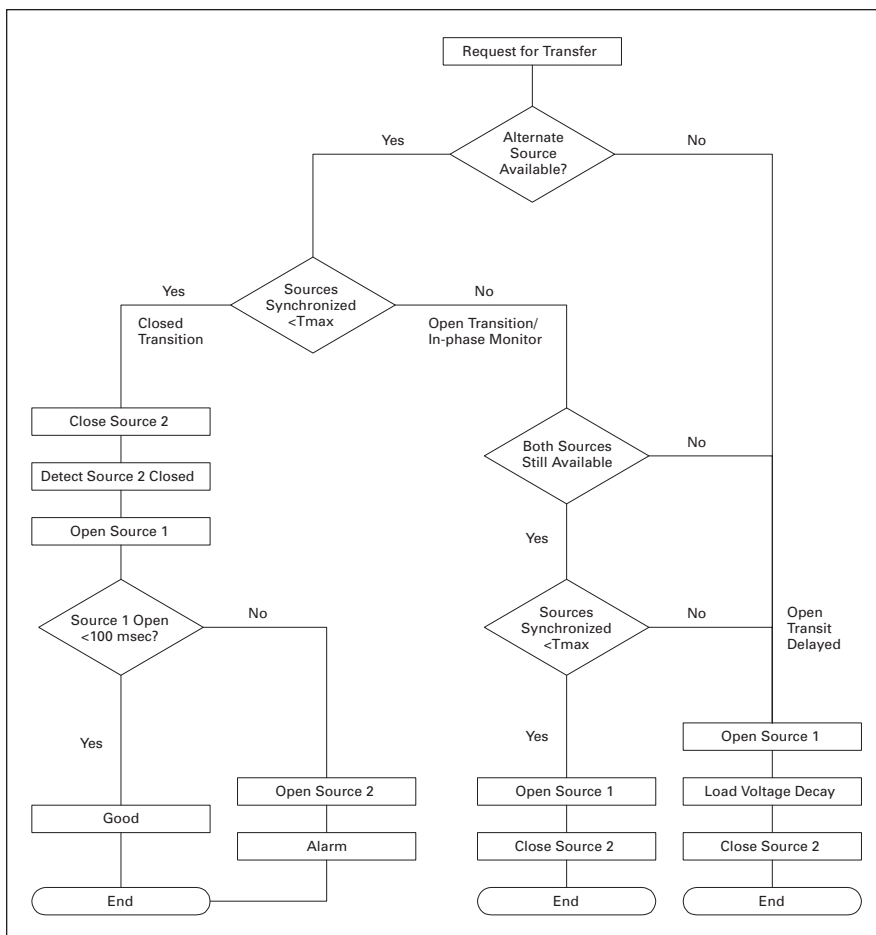 Request for Transfer
Yes
Alternate
Source
Available?
No
Yes
Closed
Transition
Sources
Synchronized
<Tmax
No
Open Transition/
In-phase Monitor
Close Source 2
Detect Source 2 Closed
Open Source 1
Both Sources
Still Available
No
Yes
Source 1 Open
<100 msec?
No
Sources
Synchronized
<Tmax
No
Open
Transit
Delayed
Yes
Yes
Open Source 1
Open Source 2
Open Source 1
Load Voltage Decay
Good
Alarm
Close Source 2
Close Source 2
End
End
End